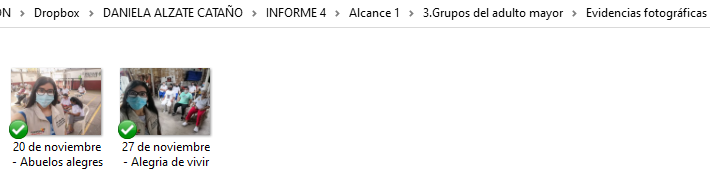 ÓN > Dropbox > DANIELA ALZATE CATAÑO > INFORME 4 > Alcance 1 > 3.Grupos del adulto mayor > Evidencias fotográficas
20 de noviembre
- Abuelos alegres
27 de noviembre
- Alegria de vivir